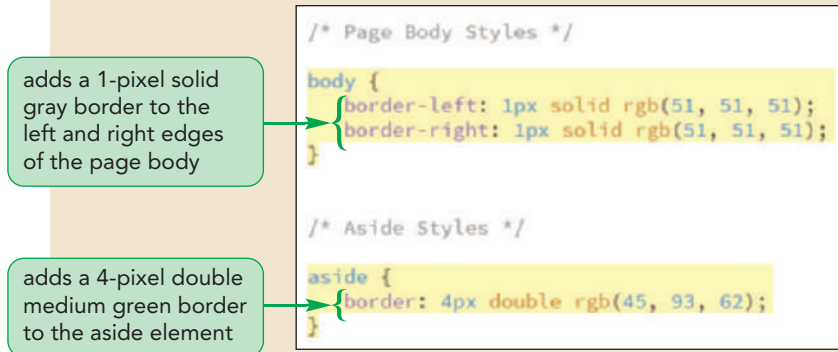 /* Page Body Styles */
adds a 1-pixel solid
gray border to the
left and right edges
of the page body
body {
border-left: 1px solid rgb(51, 51, 51);
border-right: 1px solid rgb(51, 51, 51);
}
/* Aside Styles */
adds a 4-pixel double
medium green border
to the aside element
aside {
border: 4px double rgb(45, 93, 62);
}